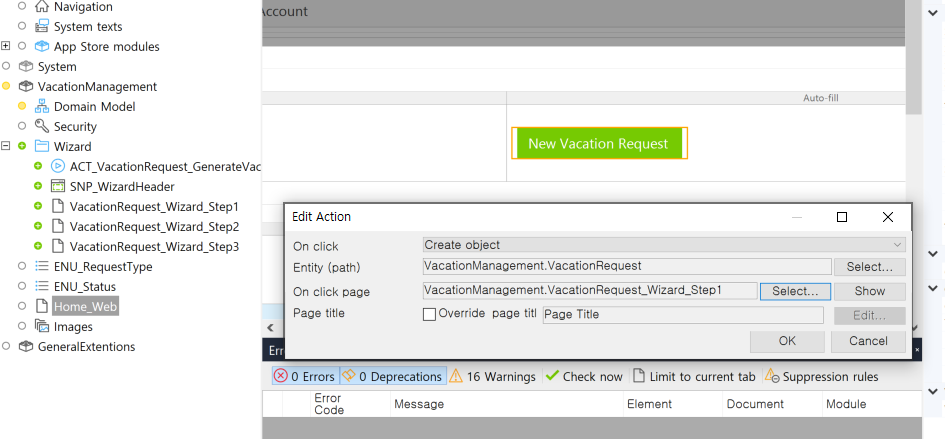 Navigation
System texts
App Store modules
System
VacationManagement
Domain Model
Security
Wizard
ACT_VacationRequest_GenerateVac
SNP_WizardHeader
VacationRequest_Wizard_Step1
VacationRequest_Wizard_Step2
VacationRequest_Wizard_Step3
ENU_RequestType
ENU_Status
Home_Web
Images
GeneralExtentions
Account
Auto-fill
New Vacation Request
Edit Action
On click Create object
Entity (path) VacationManagement.VacationRequest Select...
On click page VacationManagement.VacationRequest_Wizard_Step1 Select... Show
Page title Override page titl Page Title Edit...
OK Cancel
Err
0 Errors 0 Deprecations 16 Warnings Check now Limit to current tab Suppression rules
Error Code Message Element Document Module